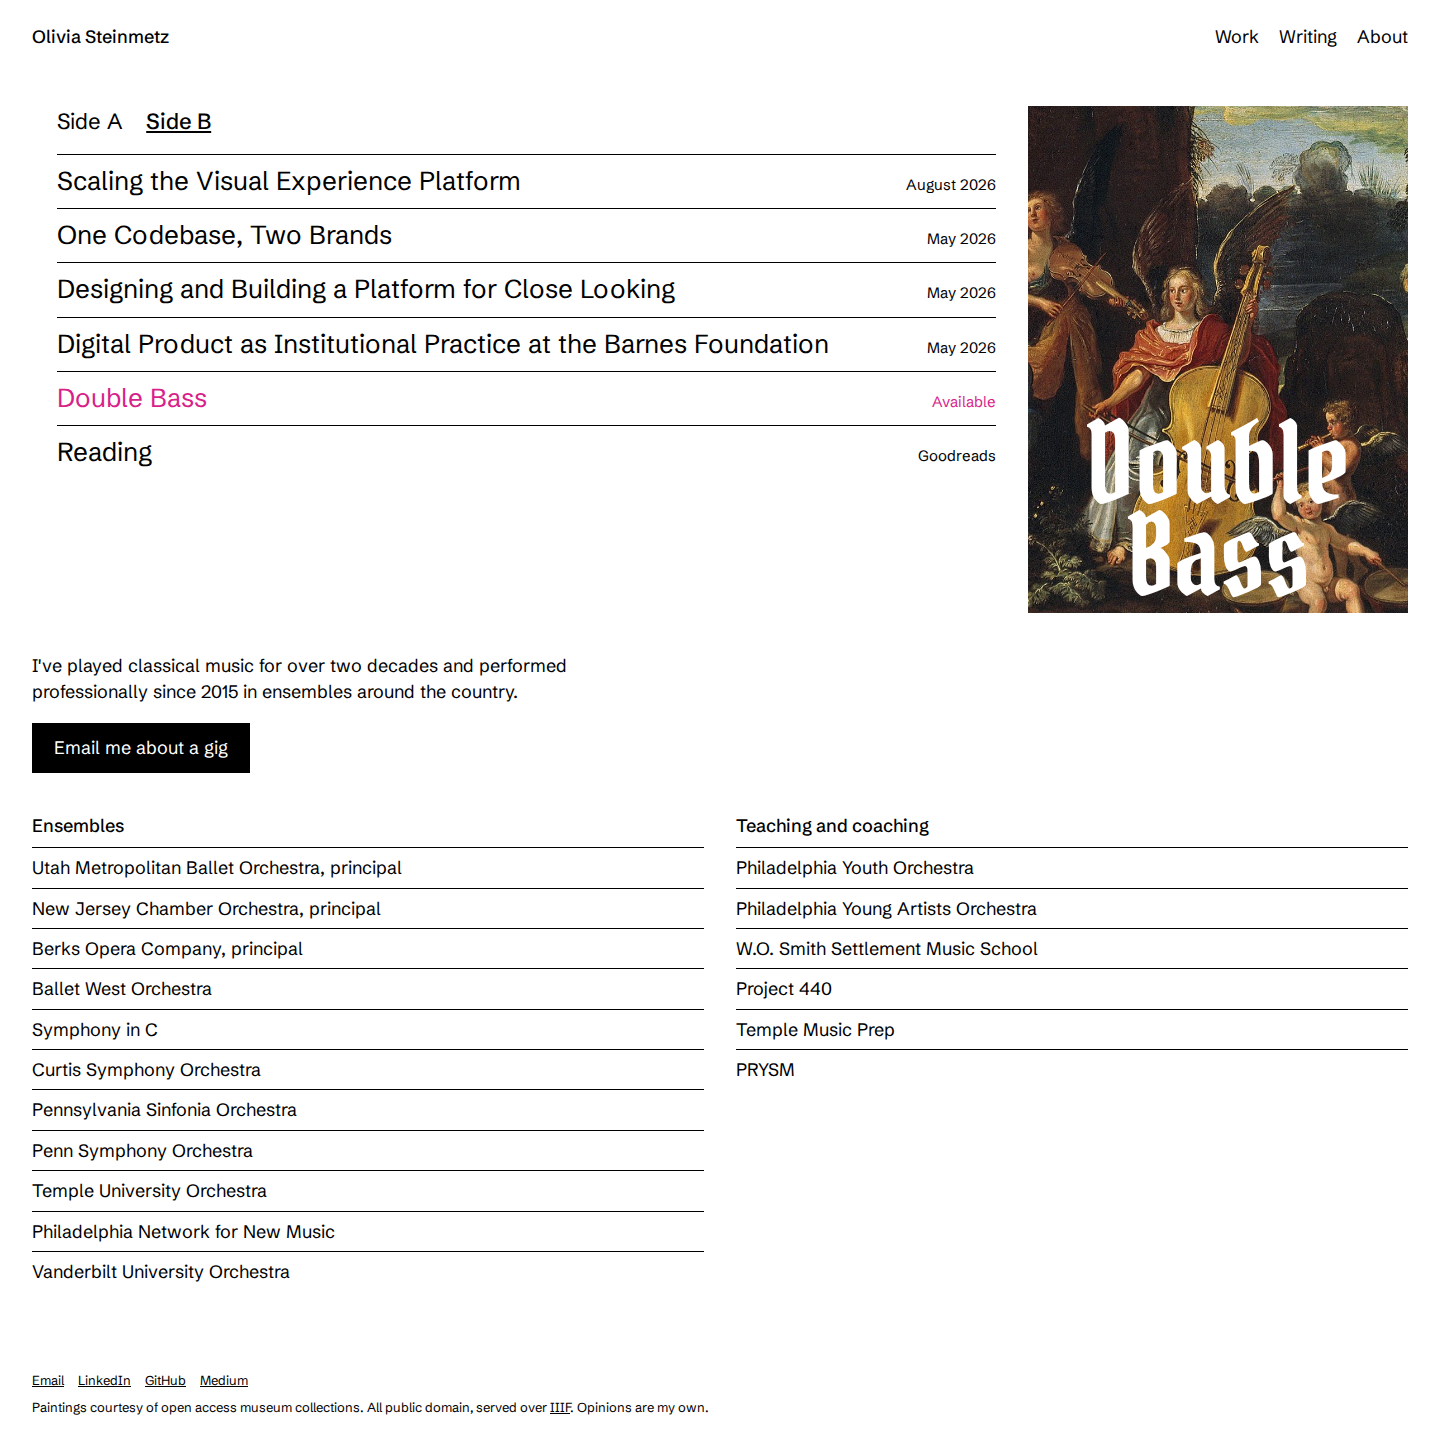 Olivia Steinmetz
Work Writing About
Side A Side B
Scaling the Visual Experience Platform August 2026
One Codebase, Two Brands May 2026
Designing and Building a Platform for Close Looking May 2026
Digital Product as Institutional Practice at the Barnes Foundation May 2026
Double Bass Available
Reading Goodreads
Double
Bass
I've played classical music for over two decades and performed
professionally since 2015 in ensembles around the country.
Email me about a gig
Ensembles
Utah Metropolitan Ballet Orchestra, principal
New Jersey Chamber Orchestra, principal
Berks Opera Company, principal
Ballet West Orchestra
Symphony in C
Curtis Symphony Orchestra
Pennsylvania Sinfonia Orchestra
Penn Symphony Orchestra
Temple University Orchestra
Philadelphia Network for New Music
Vanderbilt University Orchestra
Teaching and coaching
Philadelphia Youth Orchestra
Philadelphia Young Artists Orchestra
W.O. Smith Settlement Music School
Project 440
Temple Music Prep
PRYSM
Email LinkedIn GitHub Medium
Paintings courtesy of open access museum collections. All public domain, served over IIIF. Opinions are my own.